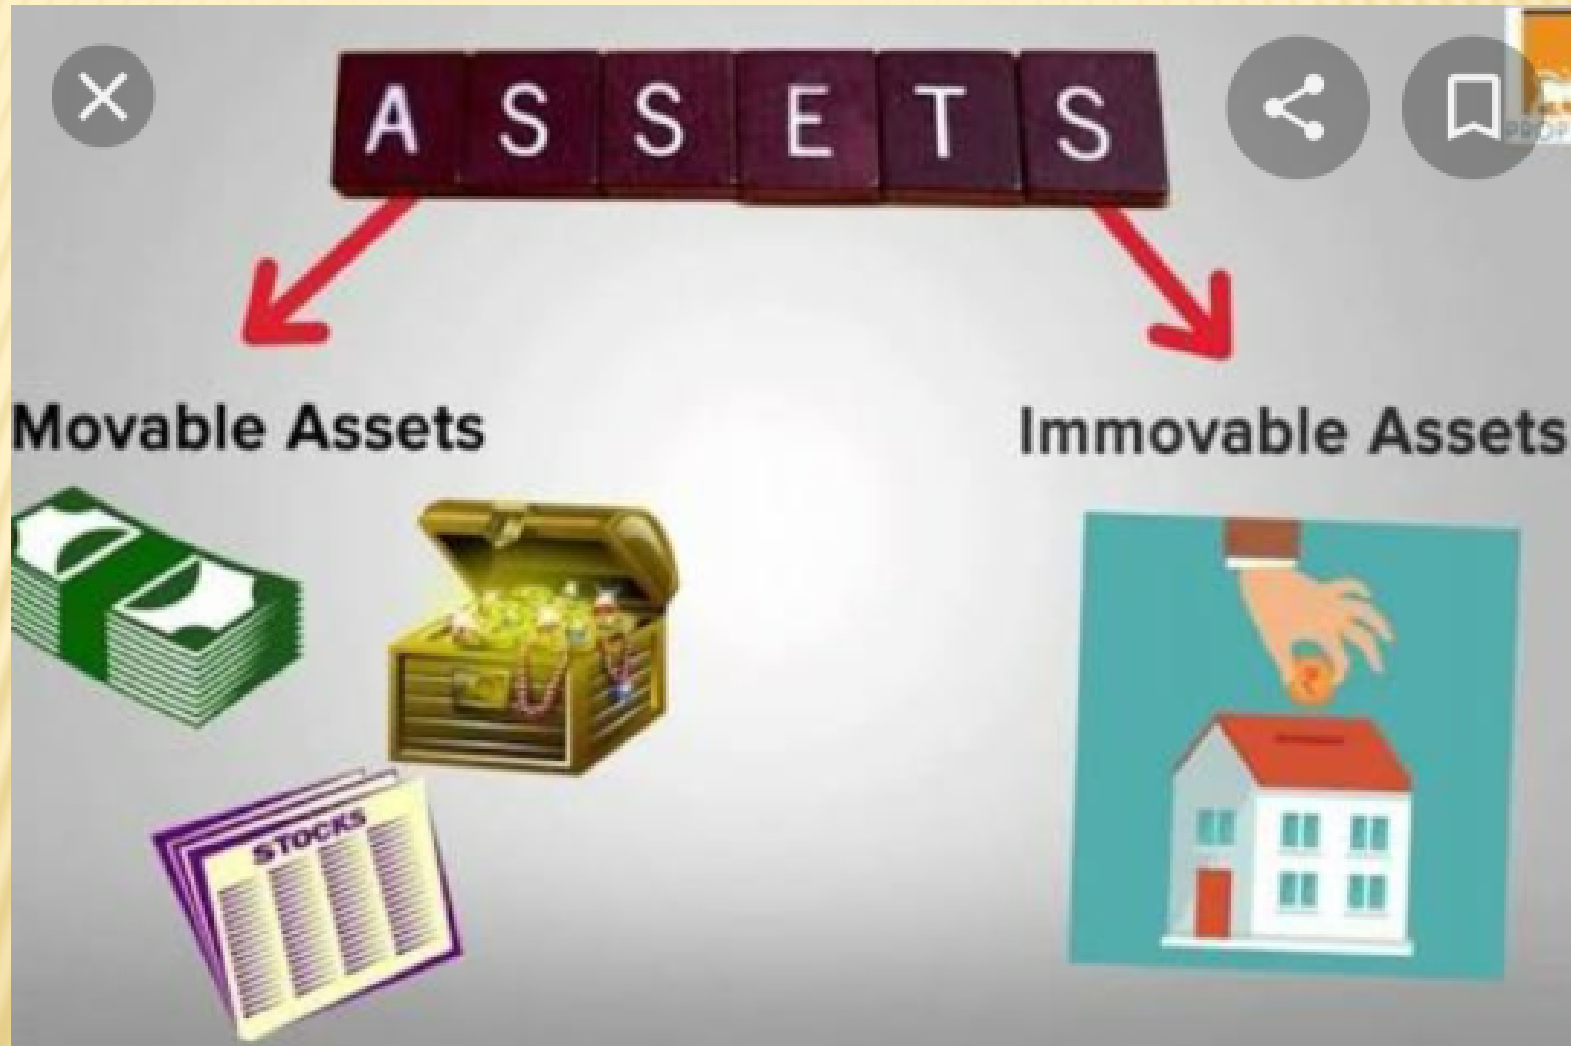 ASSETS
Movable Assets
Immovable Assets
STOCKS
₹